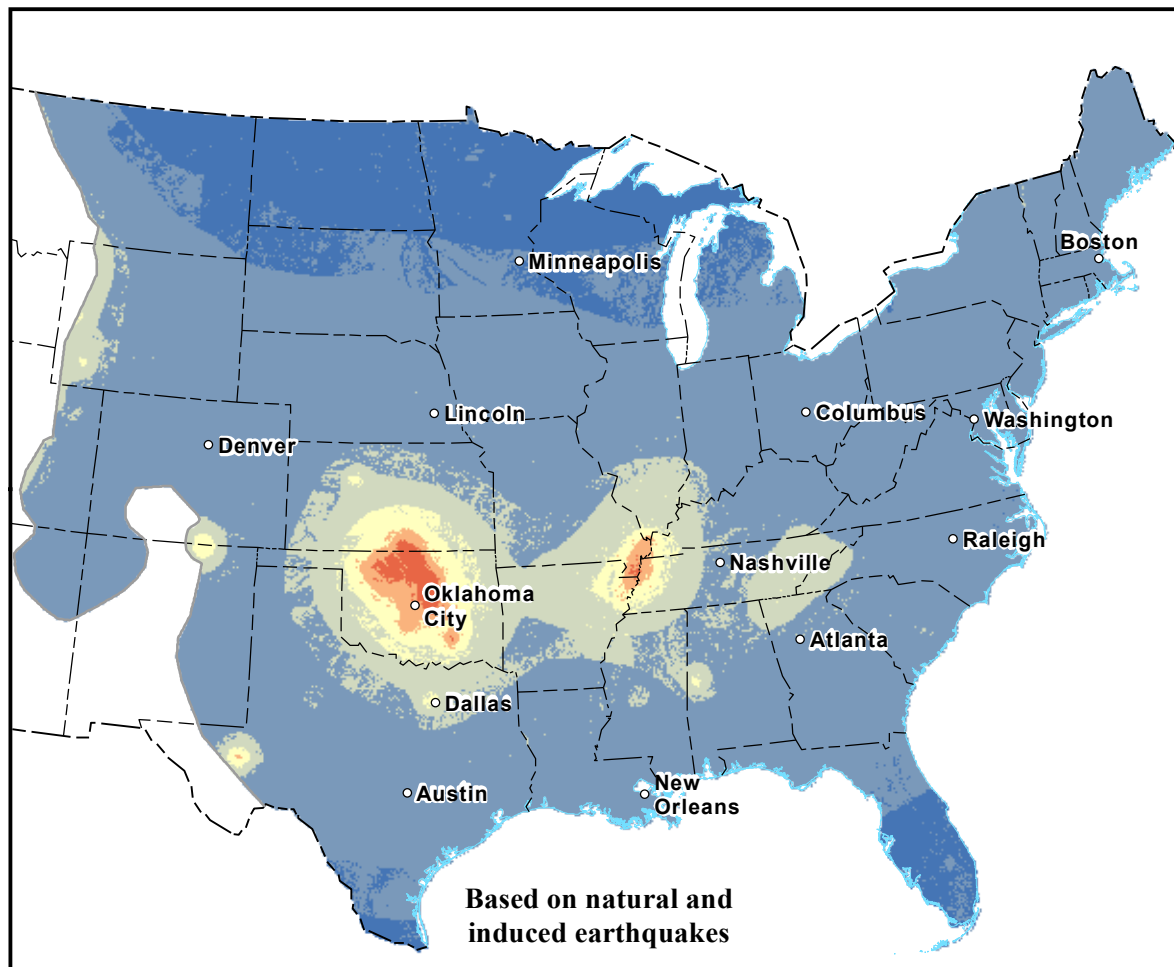 Boston
Minneapolis
Lincoln
Columbus
Washington
Denver
Raleigh
Nashville
Oklahoma
City
Atlanta
Dallas
Austin
New
Orleans
Based on natural and
induced earthquakes